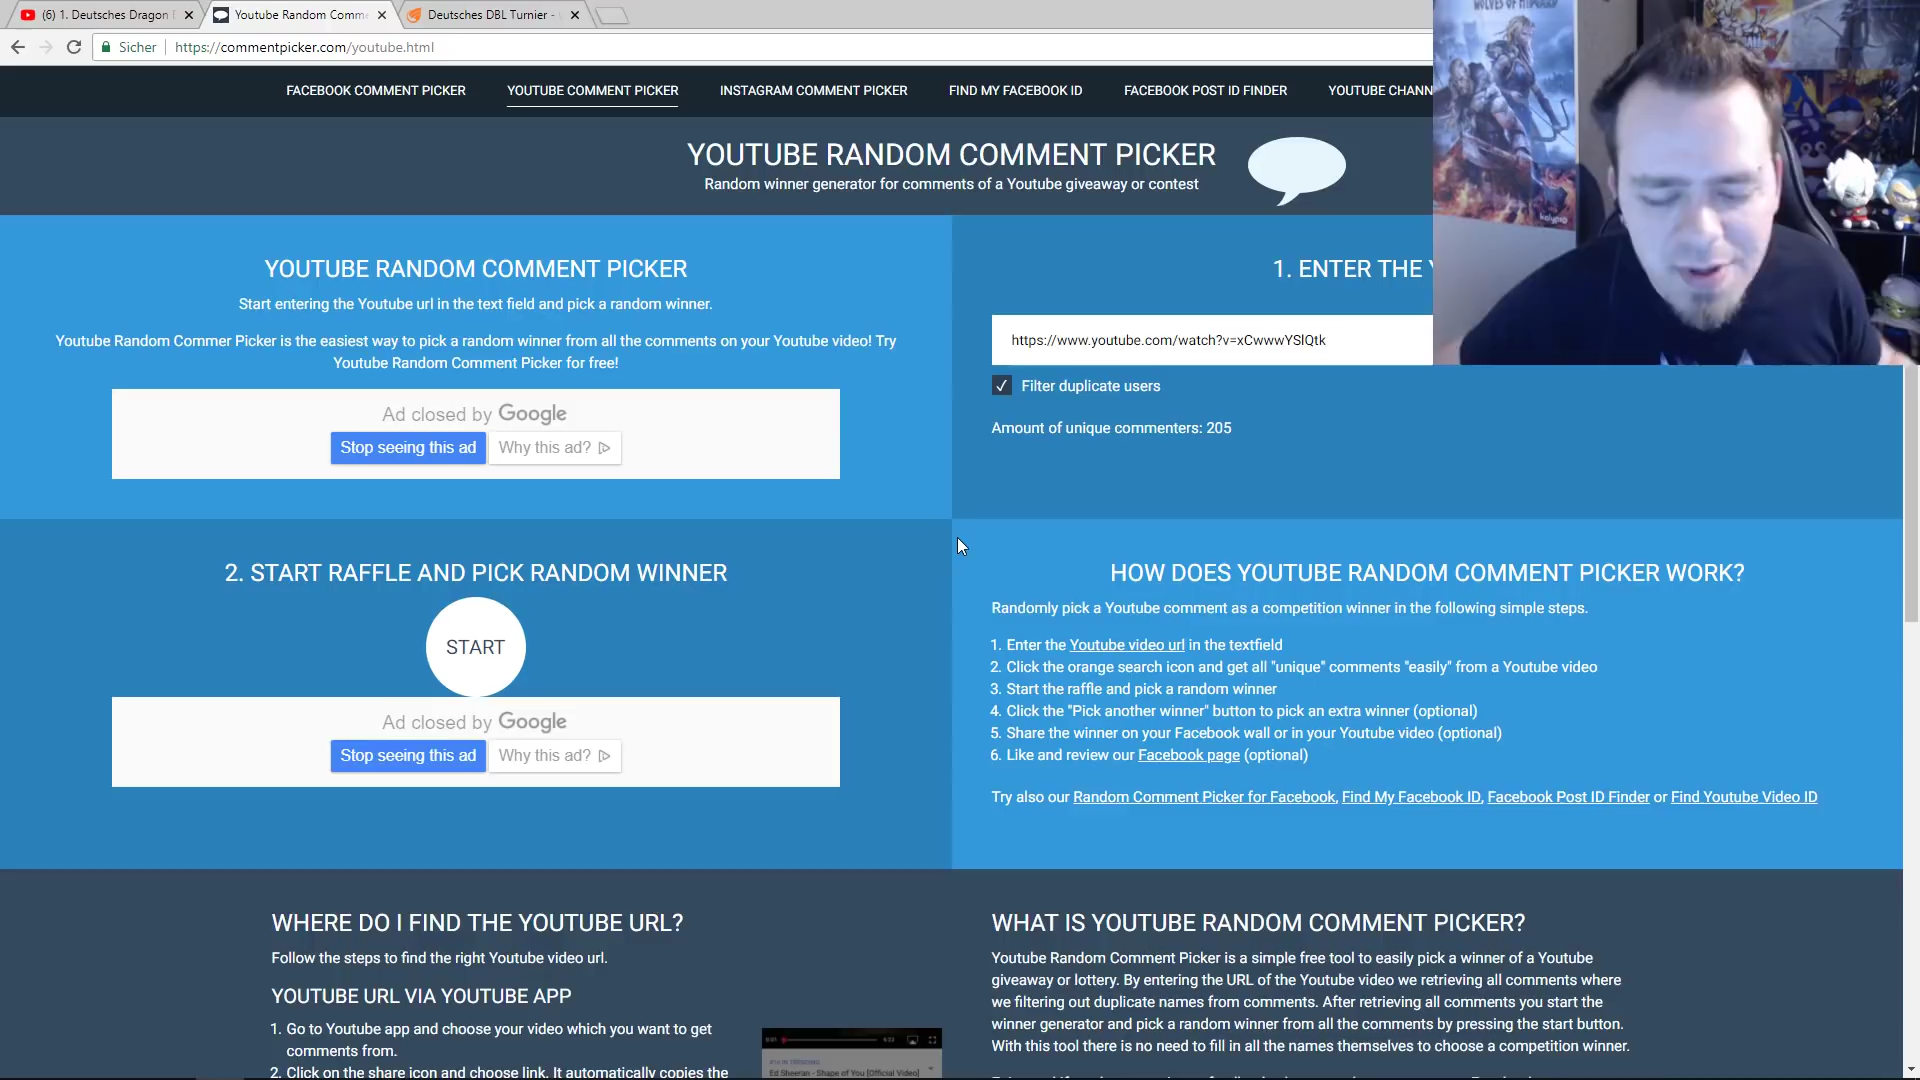 (6) 1. Deutsches Dragon
Youtube Random Comme
Deutsches DBL Turnier -
Sicher
https://commentpicker.com/youtube.html
WOLVES OF MIDGARD
FACEBOOK COMMENT PICKER
YOUTUBE COMMENT PICKER
INSTAGRAM COMMENT PICKER
FIND MY FACEBOOK ID
FACEBOOK POST ID FINDER
YOUTUBE CHANN
YOUTUBE RANDOM COMMENT PICKER
Random winner generator for comments of a Youtube giveaway or contest
kalypso
YOUTUBE RANDOM COMMENT PICKER
Start entering the Youtube url in the text field and pick a random winner.
Youtube Random Commer Picker is the easiest way to pick a random winner from all the comments on your Youtube video! Try
Youtube Random Comment Picker for free!
Ad closed by Google
Stop seeing this ad
Why this ad?
1. ENTER THE
https://www.youtube.com/watch?v=xCwwwYSlQtk
Filter duplicate users
Amount of unique commenters: 205
2. START RAFFLE AND PICK RANDOM WINNER
START
Ad closed by Google
Stop seeing this ad
Why this ad?
HOW DOES YOUTUBE RANDOM COMMENT PICKER WORK?
Randomly pick a Youtube comment as a competition winner in the following simple steps.
1. Enter the Youtube video url in the textfield
2. Click the orange search icon and get all "unique" comments "easily" from a Youtube video
3. Start the raffle and pick a random winner
4. Click the "Pick another winner" button to pick an extra winner (optional)
5. Share the winner on your Facebook wall or in your Youtube video (optional)
6. Like and review our Facebook page (optional)
Try also our Random Comment Picker for Facebook, Find My Facebook ID, Facebook Post ID Finder or Find Youtube Video ID
WHERE DO I FIND THE YOUTUBE URL?
Follow the steps to find the right Youtube video url.
YOUTUBE URL VIA YOUTUBE APP
1. Go to Youtube app and choose your video which you want to get
comments from.
2. Click on the share icon and choose link. It automatically copies the
Ed Sheeran - Shape of You [Official Video]
WHAT IS YOUTUBE RANDOM COMMENT PICKER?
Youtube Random Comment Picker is a simple free tool to easily pick a winner of a Youtube
giveaway or lottery. By entering the URL of the Youtube video we retrieving all comments where
we filtering out duplicate names from comments. After retrieving all comments you start the
winner generator and pick a random winner from all the comments by pressing the start button.
With this tool there is no need to fill in all the names themselves to choose a competition winner.